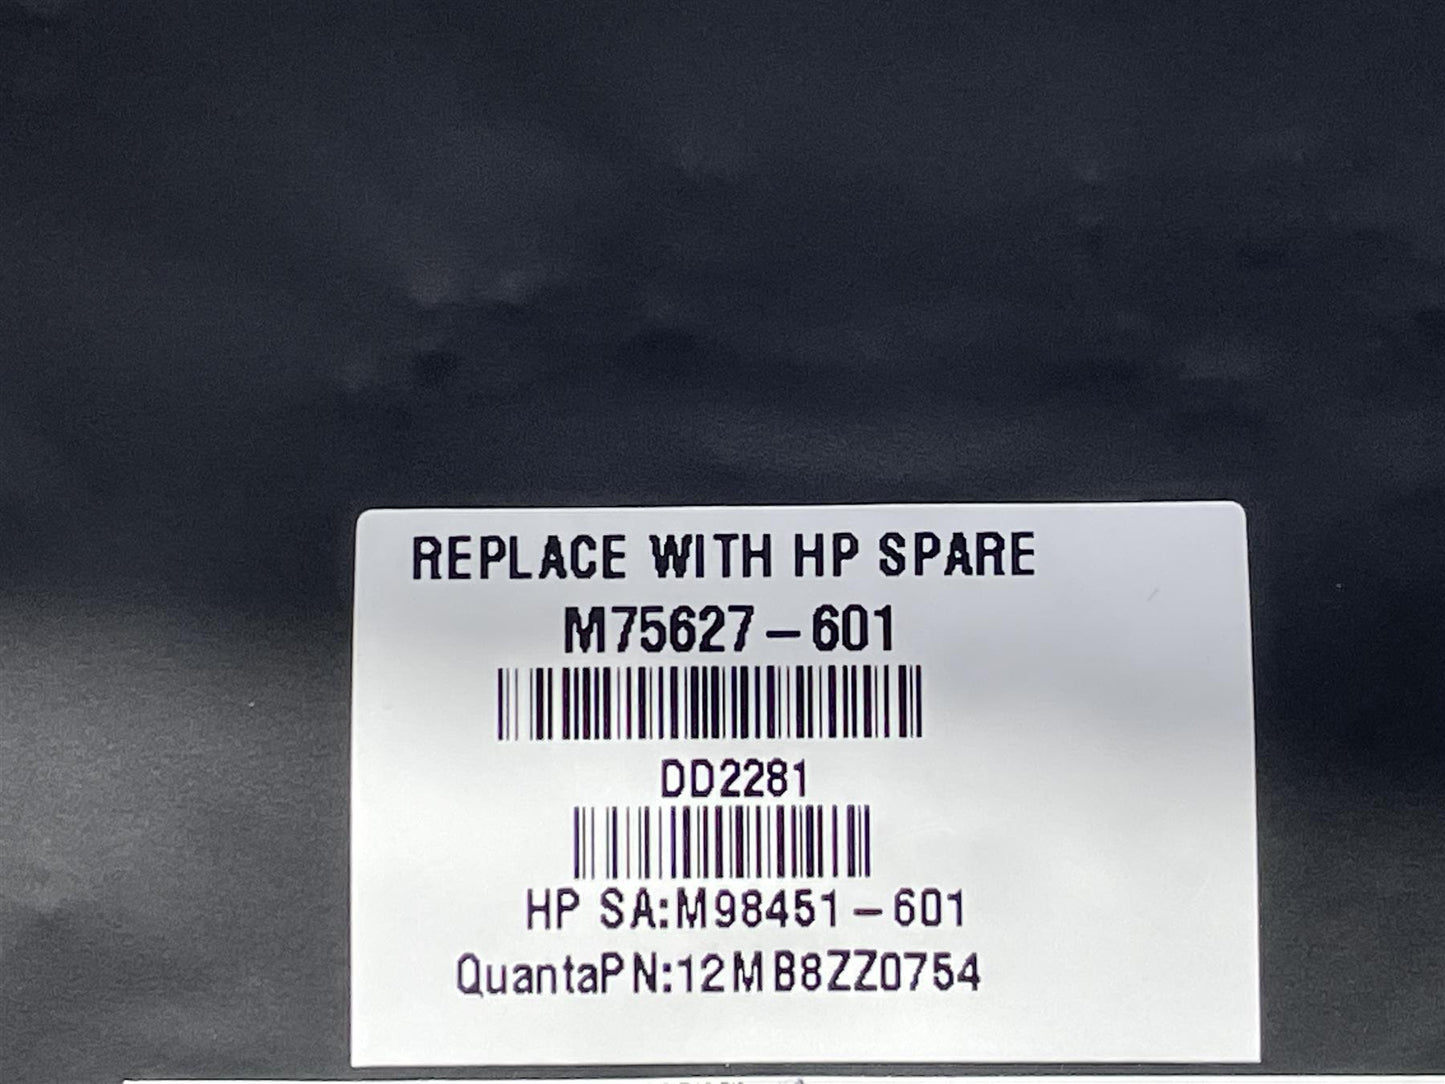 REPLACE WITH HP SPARE
M75627-601
DD2281
HP SA:M98451-601
QuantaPN:12MB8ZZ0754